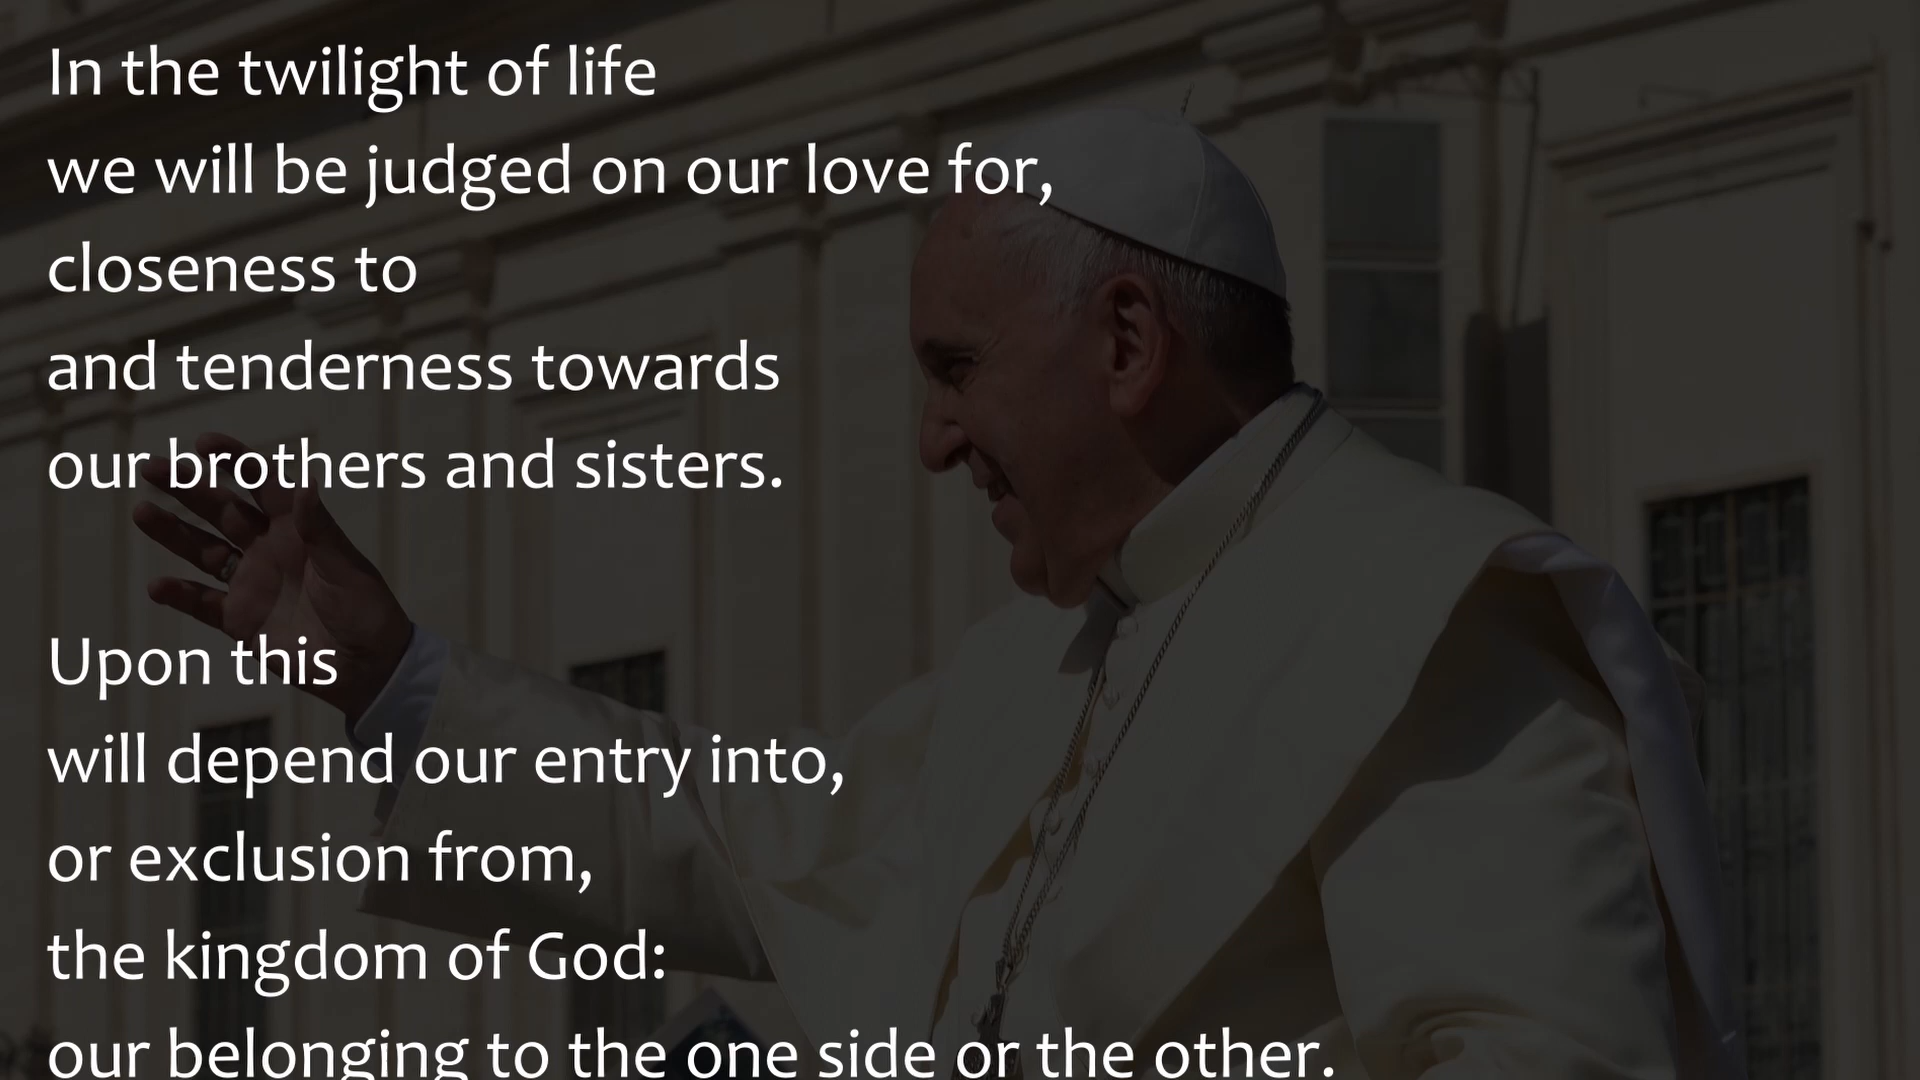 In the twilight of life
we will be judged on our love for,
closeness to
and tenderness towards
our brothers and sisters.
Upon this
will depend our entry into,
or exclusion from,
the kingdom of God:
our belonging to the one side or the other.